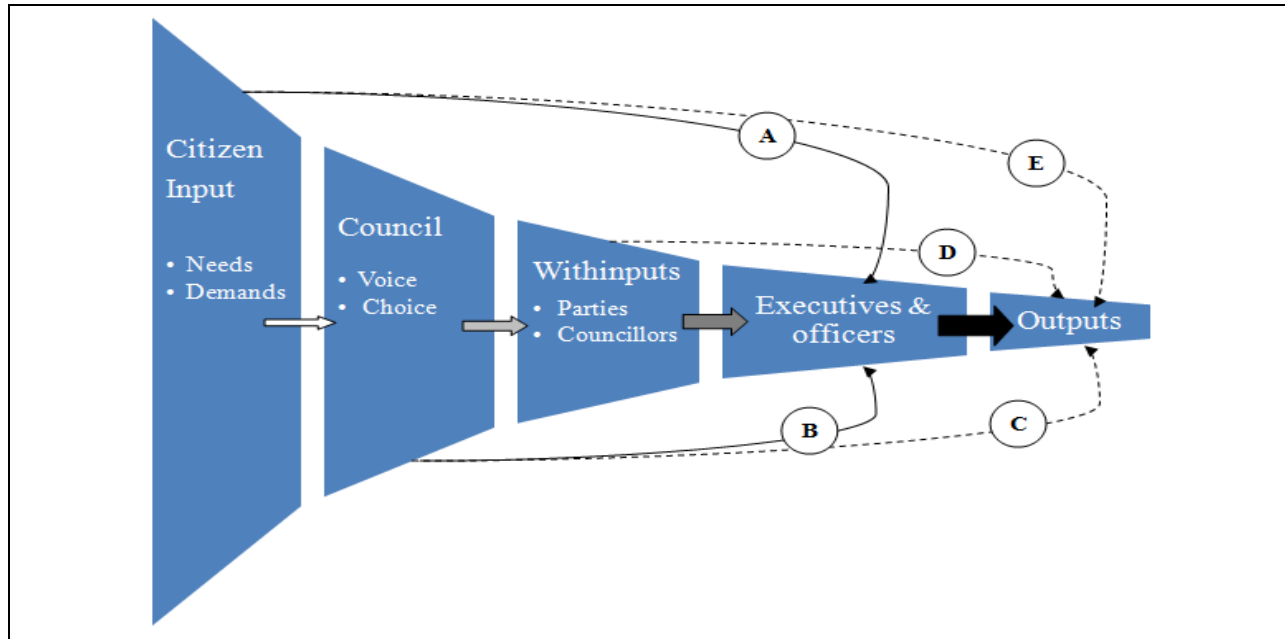 Citizen
Input
• Needs
• Demands
Council
• Voice
• Choice
Withinputs
• Parties
• Councillors
Executives &
officers
Outputs
A
B
C
D
E